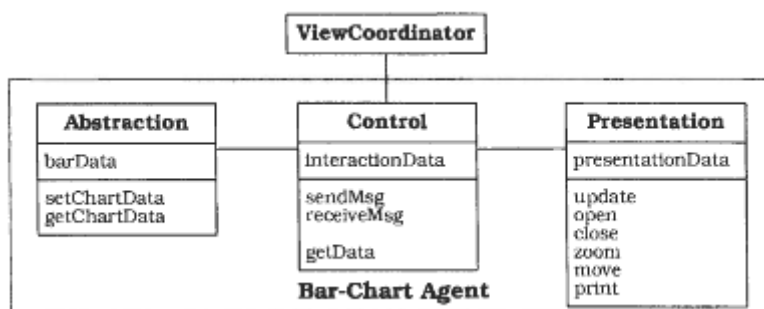 ViewCoordinator
Abstraction
barData
setChartData
getChartData
Control
interactionData
sendMsg
receiveMsg
getData
Presentation
presentationData
update
open
close
zoom
move
print
Bar-Chart Agent